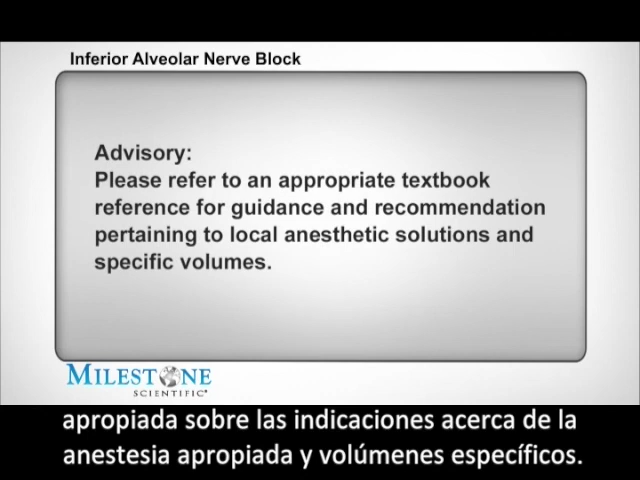 Inferior Alveolar Nerve Block
Advisory:
Please refer to an appropriate textbook
reference for guidance and recommendation
pertaining to local anesthetic solutions and
specific volumes.
MILESTONE
SCIENTIFIC®
apropiada sobre las indicaciones acerca de la
anestesia apropiada y volúmenes específicos.